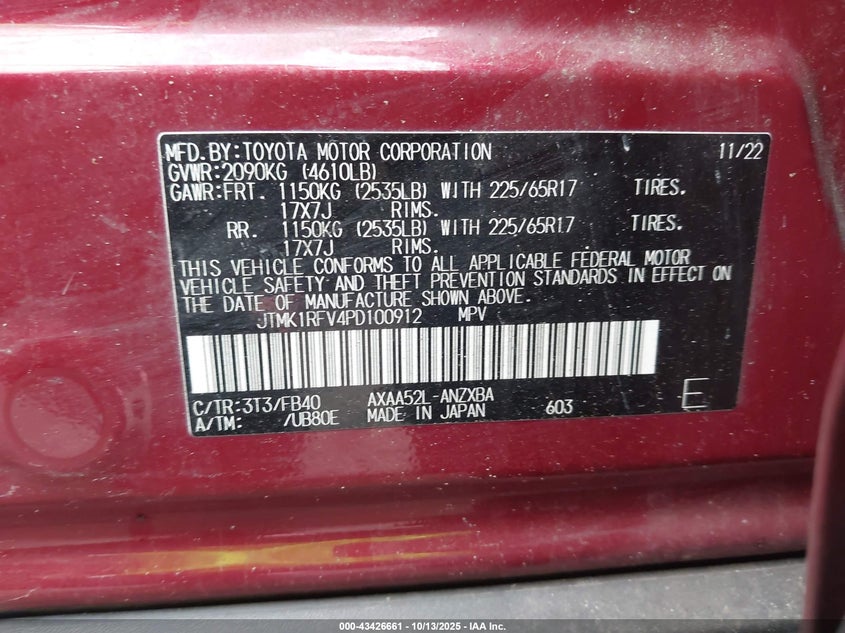 MFD.BY:TOYOTA MOTOR CORPORATION 11/22
GVWR:2090KG (4610LB)
GAWR:FRT. 1150KG (2535LB) WITH 225/65R17 TIRES.
17X7J RIMS.
RR. 1150KG (2535LB) WITH 225/65R17 TIRES.
17X7J RIMS.
THIS VEHICLE CONFORMS TO ALL APPLICABLE FEDERAL MOTOR
VEHICLE SAFETY AND THEFT PREVENTION STANDARDS IN EFFECT ON
THE DATE OF MANUFACTURE SHOWN ABOVE.
JTMK1RFV4PD100912 MPV
C/TR:3T3/FB40 AXAA52L-ANZXBA
A/TM: /UB80E MADE IN JAPAN 603 E
000-43426661 - 10/13/2025 - IAA Inc.